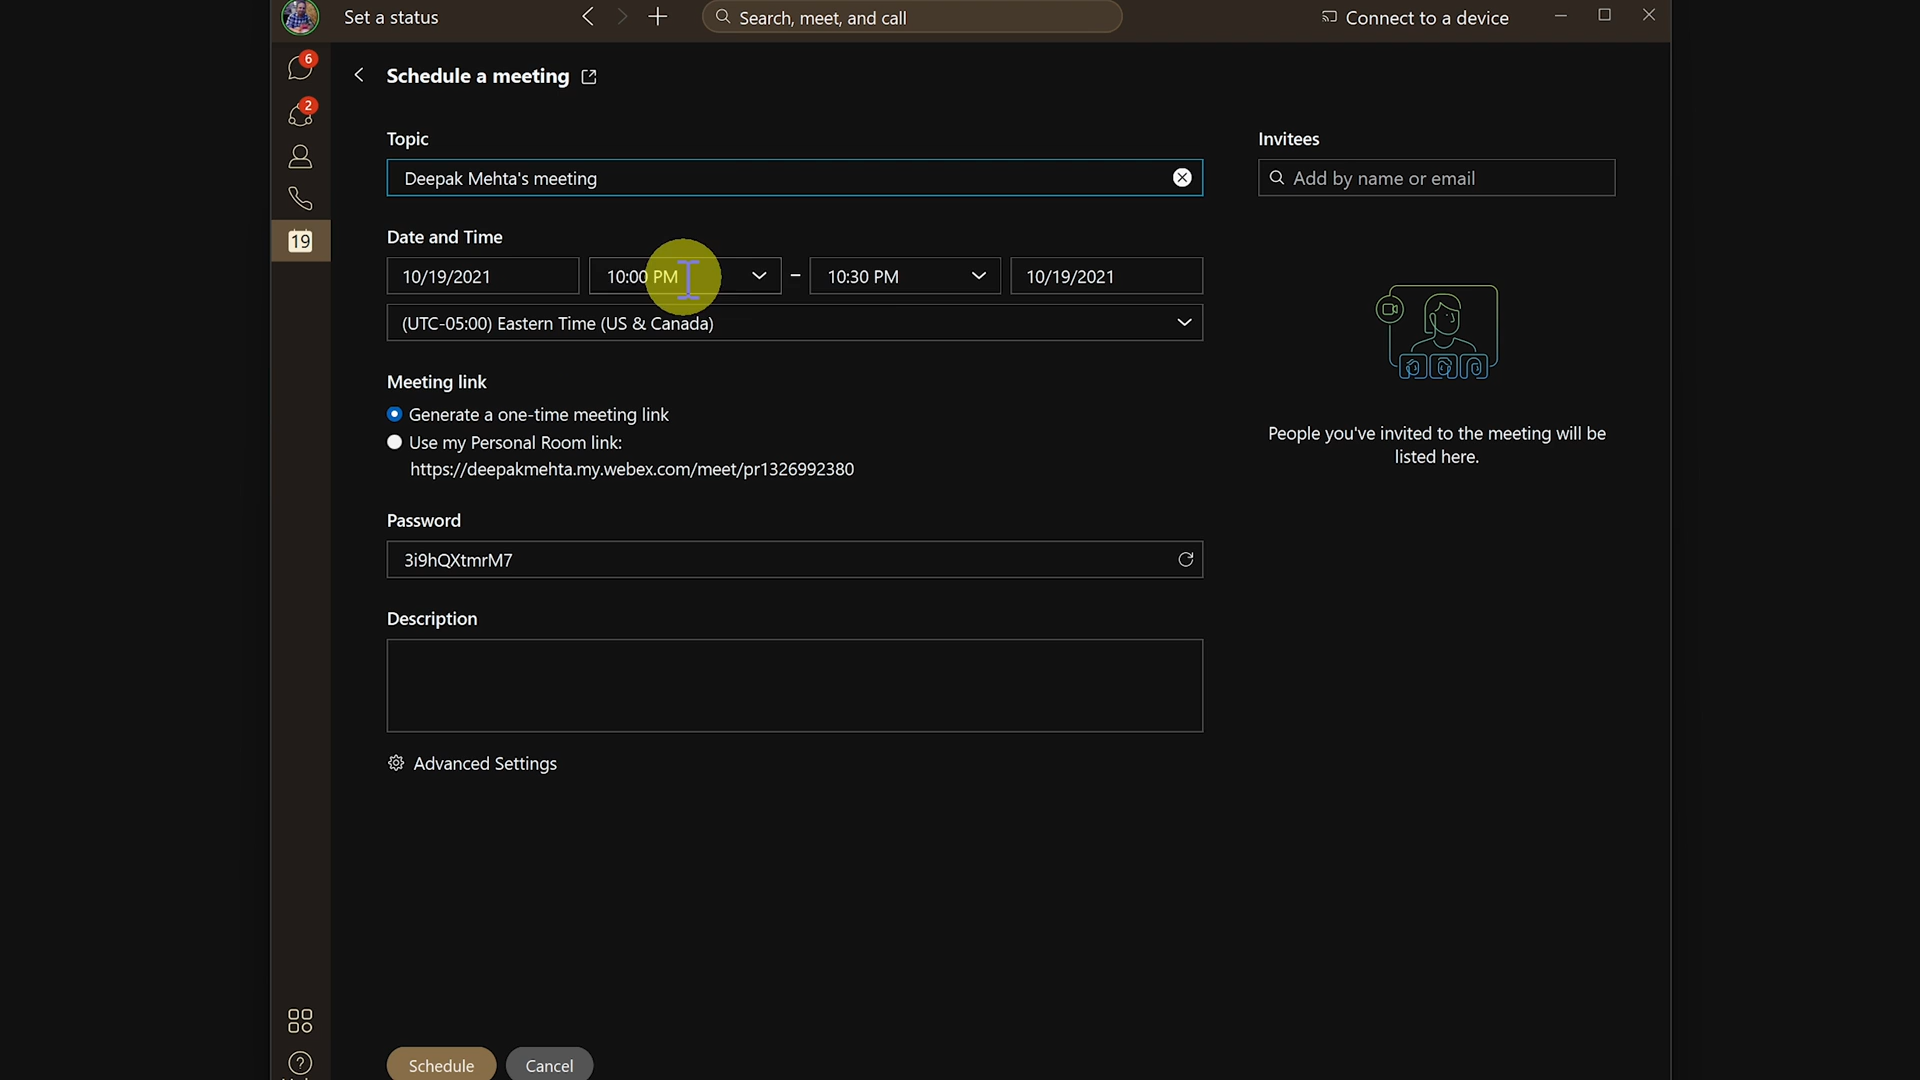 Set a status
Search, meet, and call
Connect to a device
6
2
19
Schedule a meeting
Topic
Deepak Mehta's meeting
Invitees
Add by name or email
Date and Time
10/19/2021
10:00 PM
–
10:30 PM
10/19/2021
(UTC-05:00) Eastern Time (US & Canada)
Meeting link
Generate a one-time meeting link
Use my Personal Room link:
https://deepakmehta.my.webex.com/meet/pr1326992380
People you've invited to the meeting will be
listed here.
Password
3i9hQXtmrM7
Description
Advanced Settings
Schedule
Cancel